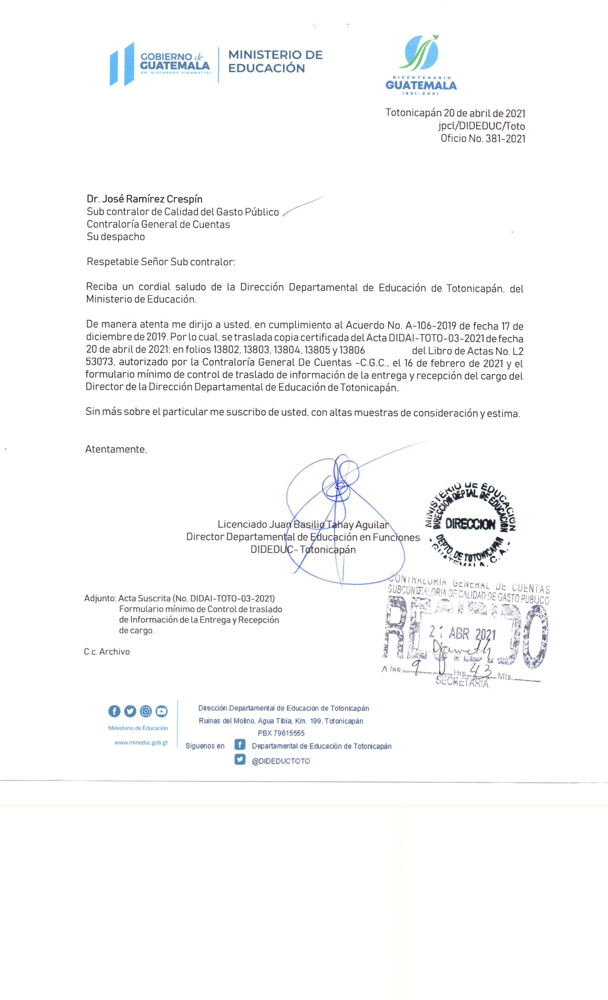 GOBIERNO de
GUATEMALA
DR ALEJANDRO GIAMMATTEI
MINISTERIO DE
EDUCACIÓN
BICENTENARIO
GUATEMALA
1821-2021
Totonicapán 20 de abril de 2021
jpcl/DIDEDUC/Toto
Oficio No. 381-2021
Dr. José Ramírez Crespín
Sub contralor de Calidad del Gasto Público
Contraloría General de Cuentas
Su despacho
Respetable Señor Sub contralor:
Reciba un cordial saludo de la Dirección Departamental de Educación de Totonicapán, del
Ministerio de Educación.
De manera atenta me dirijo a usted, en cumplimiento al Acuerdo No. A-106-2019 de fecha 17 de
diciembre de 2019. Por lo cual, se traslada copia certificada del Acta DIDAI-TOTO-03-2021 de fecha
20 de abril de 2021; en folios 13802, 13803, 13804, 13805 y 13806 del Libro de Actas No. L2
53073, autorizado por la Contraloría General De Cuentas -C.G.C., el 16 de febrero de 2021 y el
formulario mínimo de control de traslado de información de la entrega y recepción del cargo del
Director de la Dirección Departamental de Educación de Totonicapán.
Sin más sobre el particular me suscribo de usted, con altas muestras de consideración y estima.
Atentamente,
Licenciado Juan Basilio Tahay Aguilar
Director Departamental de Educación en Funciones
DIDEDUC- Totonicapán
MINISTERIO DE EDUCACION
DIRECCION DEPTAL DE EDUCACION
DIRECCION
DEPTO. DE TOTONICAPAN
GUATEMALA, C. A.
Adjunto: Acta Suscrita (No. DIDAI-TOTO-03-2021)
Formulario mínimo de Control de traslado
de Información de la Entrega y Recepción
de cargo.
C.c. Archivo
CONTRALORIA GENERAL DE CUENTAS
SUBCONTRALORIA DE CALIDAD DE GASTO PUBLICO
RECIBIDO
21 ABR 2021
A las 9 Hrs. 43 Mts.
SECRETARIA
Ministerio de Educación
www.mineduc.gob.gt
Dirección Departamental de Educación de Totonicapán
Ruinas del Molino, Agua Tibia, Km. 199, Totonicapán
PBX 79615555
Síguenos en Departamental de Educación de Totonicapán
@DIDEDUCTOTO